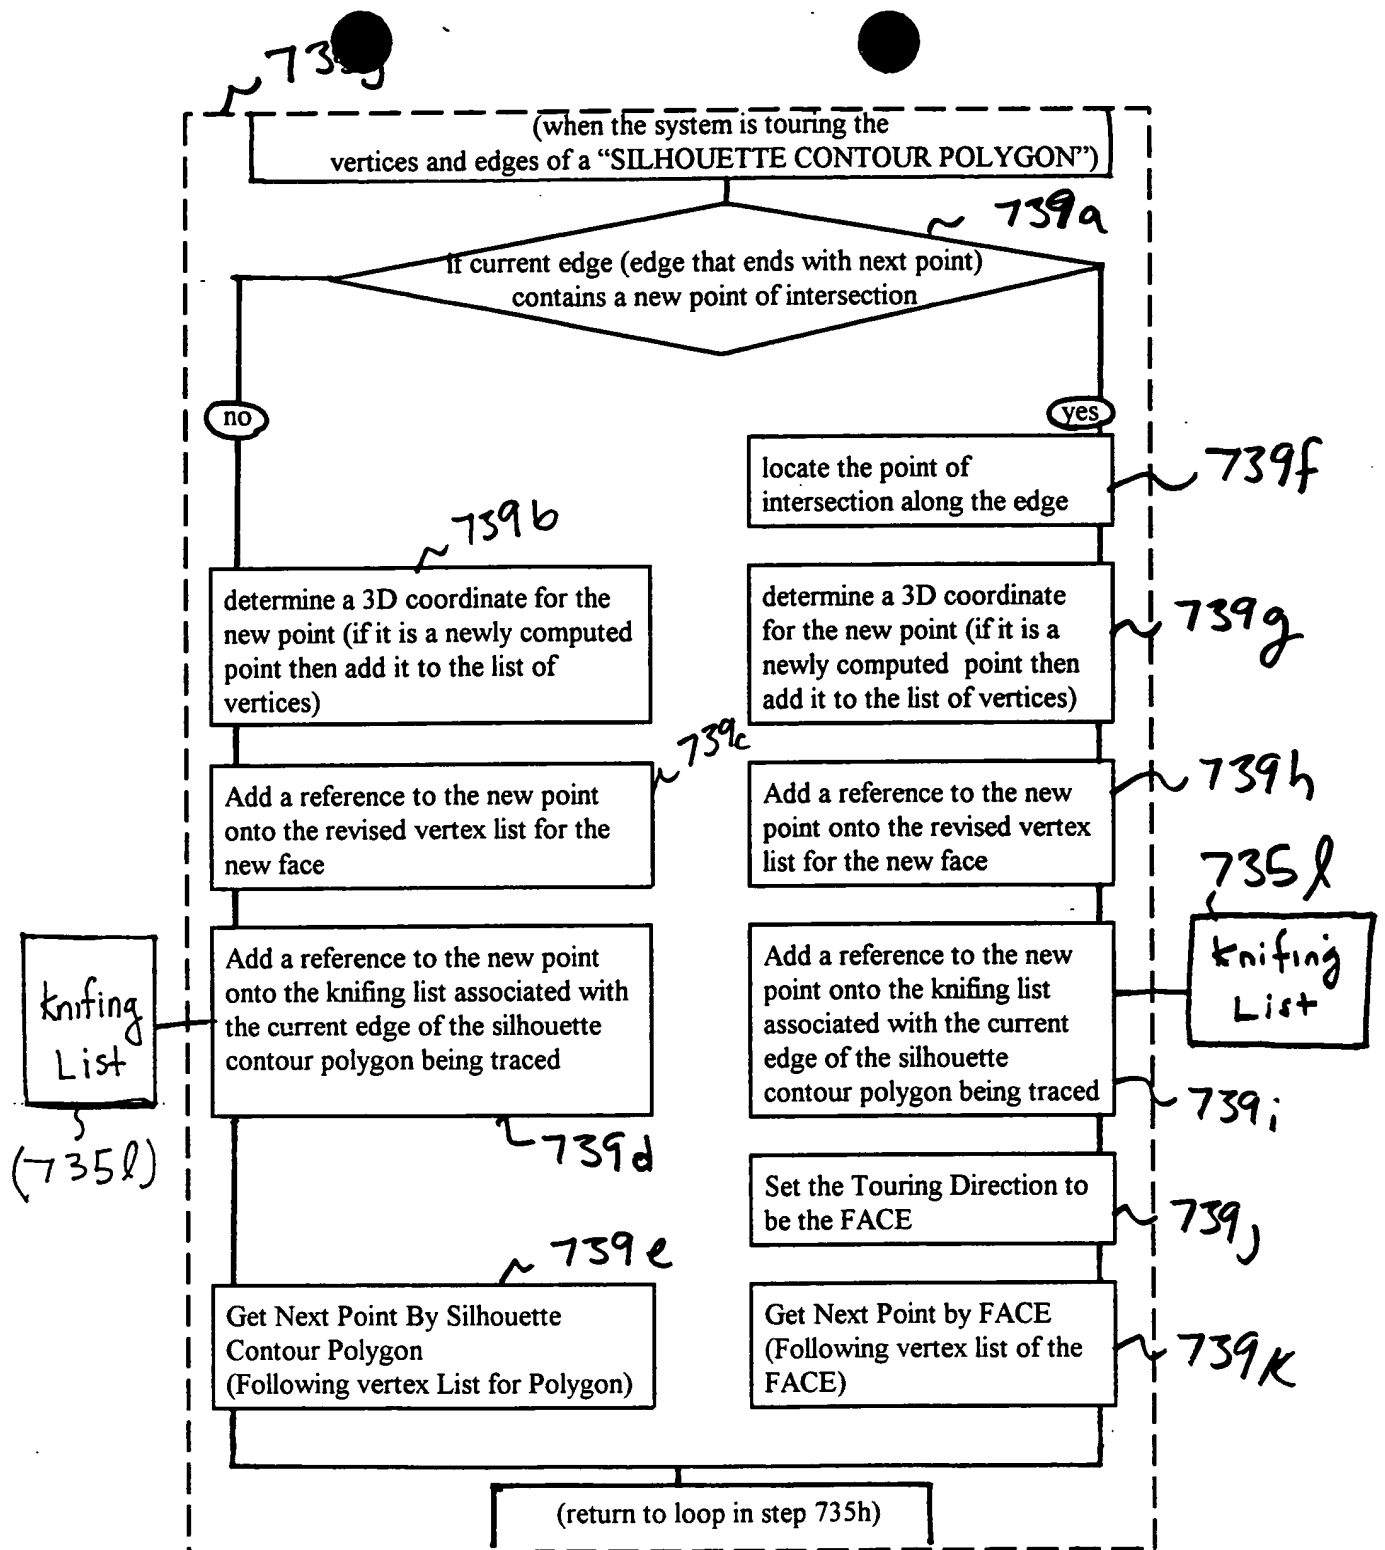 (when the system is touring the
vertices and edges of a “SILHOUETTE CONTOUR POLYGON”)
739a
if current edge (edge that ends with next point)
contains a new point of intersection
no
yes
locate the point of
intersection along the edge
739f
739b
determine a 3D coordinate for the
new point (if it is a newly computed
point then add it to the list of
vertices)
determine a 3D coordinate
for the new point (if it is a
newly computed point then
add it to the list of vertices)
739g
739c
Add a reference to the new point
onto the revised vertex list for the
new face
Add a reference to the new
point onto the revised vertex
list for the new face
739h
735l
Knifing
List
(735l)
Add a reference to the new point
onto the knifing list associated with
the current edge of the silhouette
contour polygon being traced
739d
Add a reference to the new
point onto the knifing list
associated with the current
edge of the silhouette
contour polygon being traced
Knifing
List
739i
Set the Touring Direction to
be the FACE
739j
739e
Get Next Point By Silhouette
Contour Polygon
(Following vertex List for Polygon)
Get Next Point by FACE
(Following vertex list of the
FACE)
739k
(return to loop in step 735h)